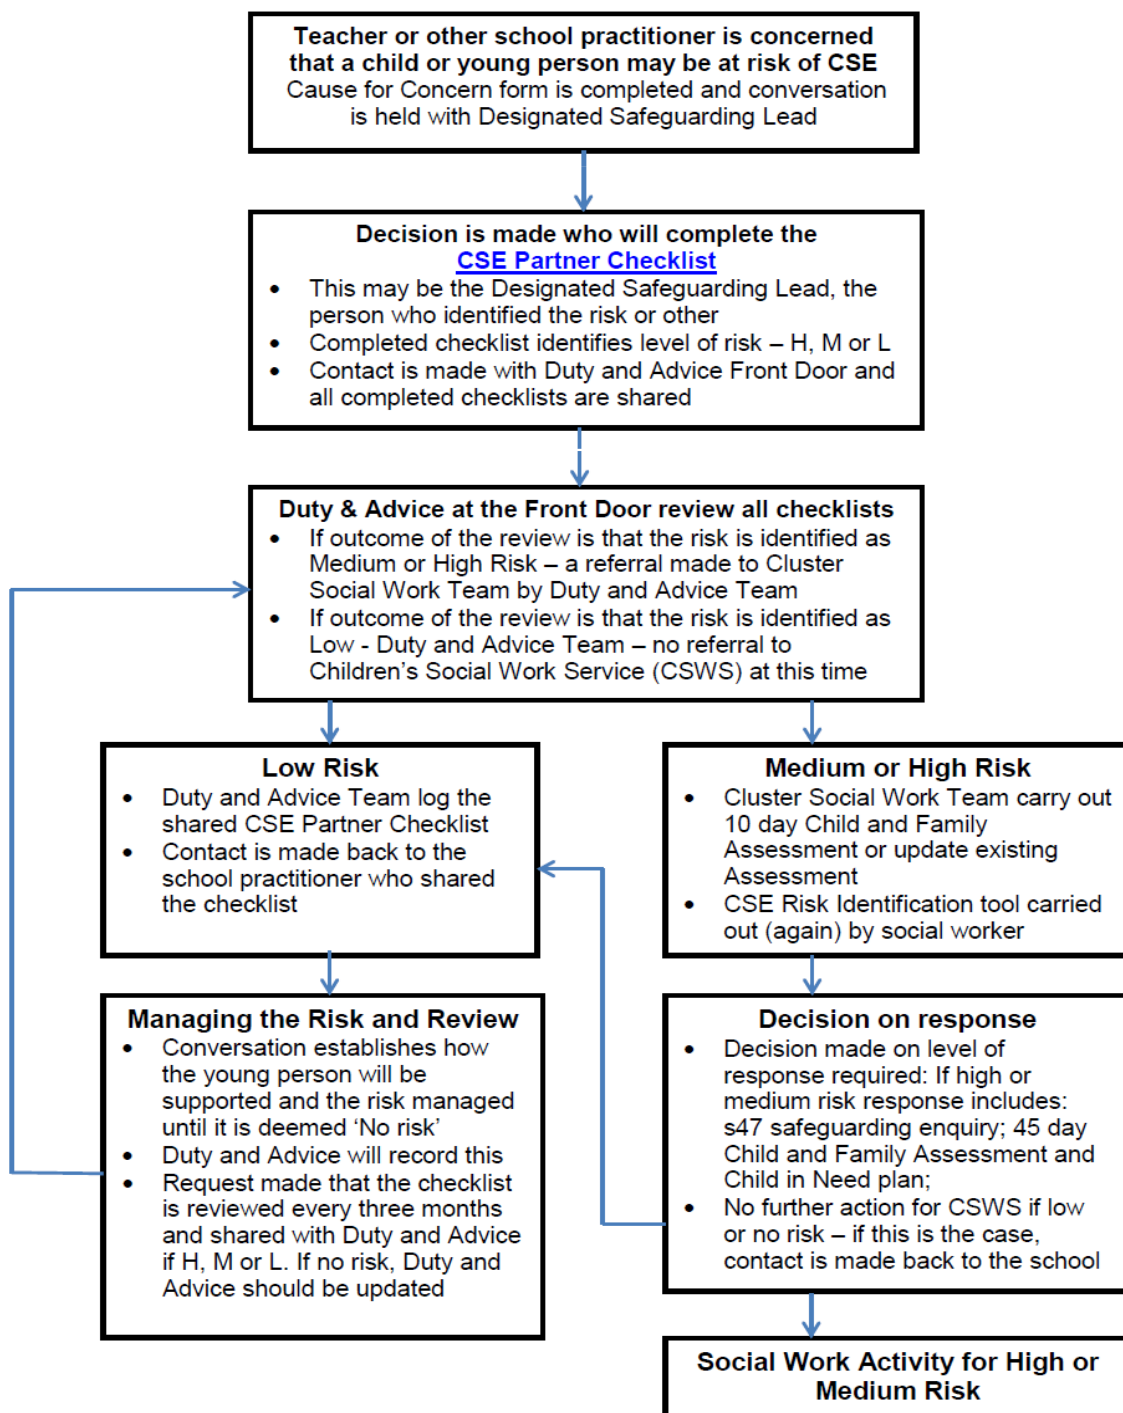 Teacher or other school practitioner is concerned
that a child or young person may be at risk of CSE
Cause for Concern form is completed and conversation
is held with Designated Safeguarding Lead
Decision is made who will complete the
CSE Partner Checklist
• This may be the Designated Safeguarding Lead, the
person who identified the risk or other
• Completed checklist identifies level of risk – H, M or L
• Contact is made with Duty and Advice Front Door and
all completed checklists are shared
Duty & Advice at the Front Door review all checklists
• If outcome of the review is that the risk is identified as
Medium or High Risk – a referral made to Cluster
Social Work Team by Duty and Advice Team
• If outcome of the review is that the risk is identified as
Low - Duty and Advice Team – no referral to
Children's Social Work Service (CSWS) at this time
Low Risk
• Duty and Advice Team log the
shared CSE Partner Checklist
• Contact is made back to the
school practitioner who shared
the checklist
Medium or High Risk
• Cluster Social Work Team carry out
10 day Child and Family
Assessment or update existing
Assessment
• CSE Risk Identification tool carried
out (again) by social worker
Managing the Risk and Review
• Conversation establishes how
the young person will be
supported and the risk managed
until it is deemed 'No risk'
• Duty and Advice will record this
• Request made that the checklist
is reviewed every three months
and shared with Duty and Advice
if H, M or L. If no risk, Duty and
Advice should be updated
Decision on response
• Decision made on level of
response required: If high or
medium risk response includes:
s47 safeguarding enquiry; 45 day
Child and Family Assessment and
Child in Need plan;
• No further action for CSWS if low
or no risk – if this is the case,
contact is made back to the school
Social Work Activity for High or
Medium Risk